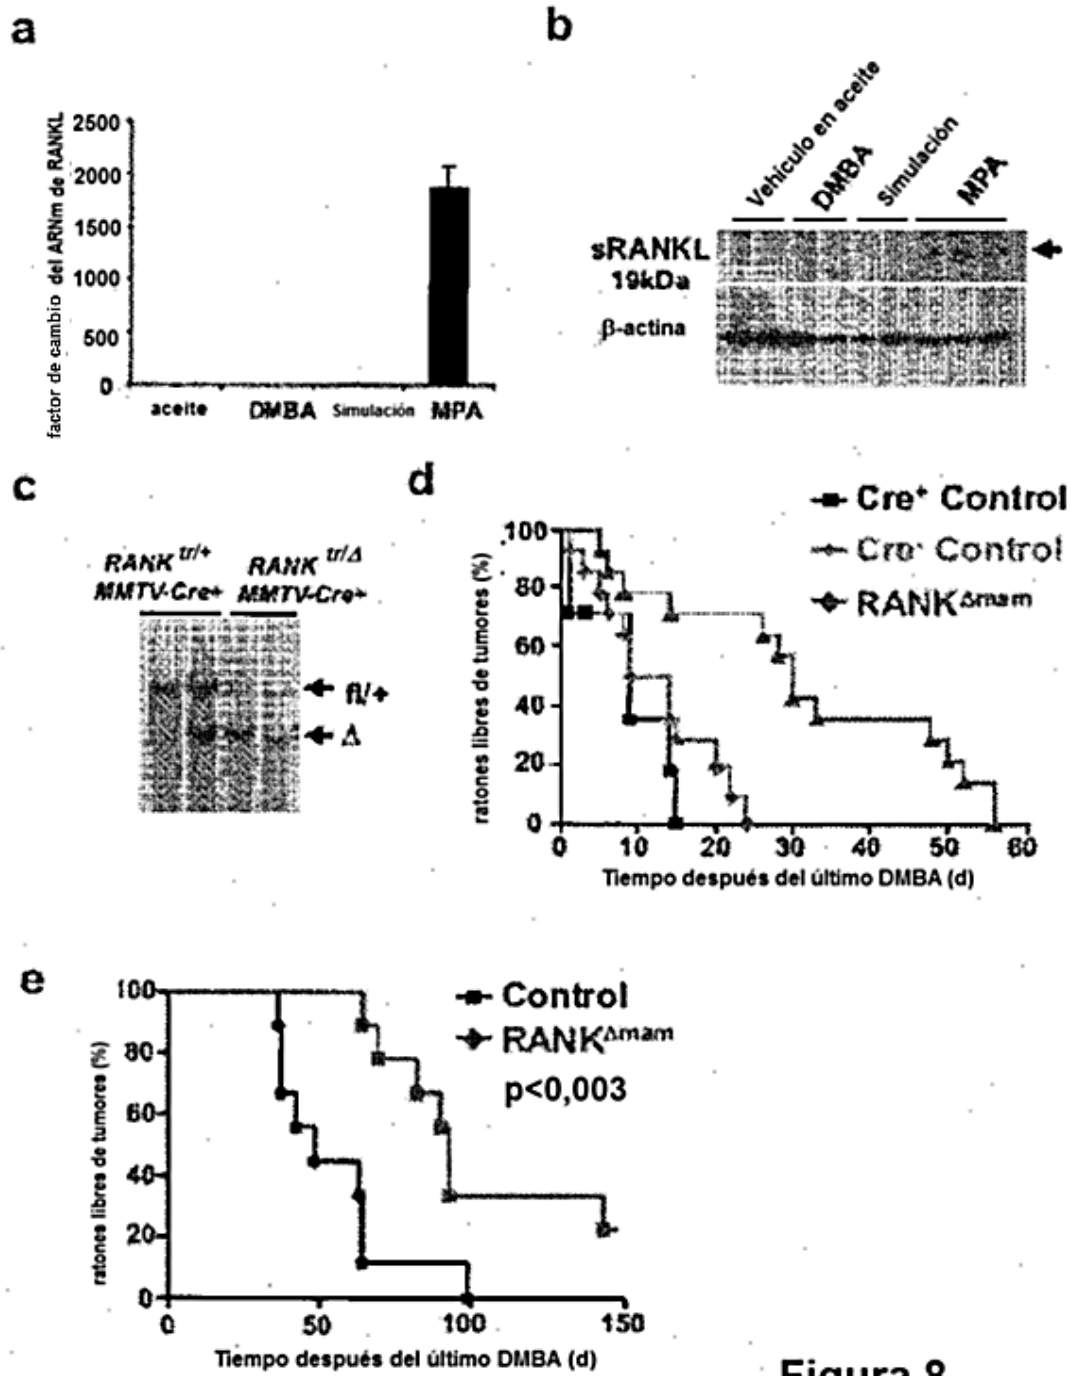 a
factor de cambio del ARNm de RANKL
2500
2000
1500
1000
500
0
aceite DMBA Simulación MPA
b
Vehículo en aceite
DMBA
Simulación
MPA
sRANKL
19kDa
β-actina
c
RANK tr/+ RANK tr/Δ
MMTV-Cre+ MMTV-Cre+
fl/+
Δ
d
Cre+ Control
Cre- Control
RANKΔmam
ratones libres de tumores (%)
100
80
60
40
20
0
0 10 20 30 40 50 60
Tiempo después del último DMBA (d)
e
Control
RANKΔmam
p<0,003
ratones libres de tumores (%)
100
80
60
40
20
0
0 50 100 150
Tiempo después del último DMBA (d)
Figura 8